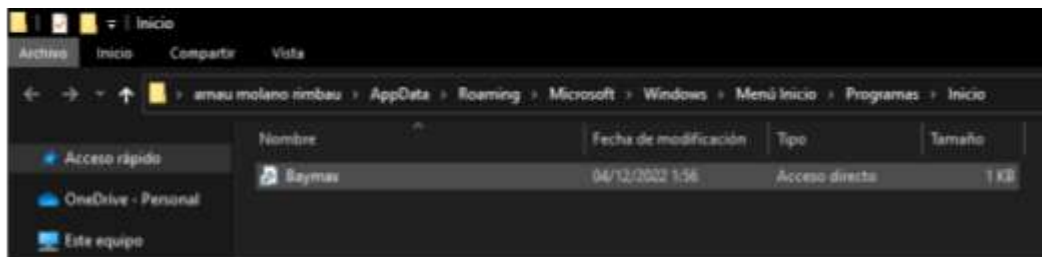 Inicio
Archivo Inicio Compartir Vista
arnau molano rimbau › AppData › Roaming › Microsoft › Windows › Menú Inicio › Programas › Inicio
Nombre Fecha de modificación Tipo Tamaño
Acceso rápido
Baymax 04/12/2022 1:56 Acceso directo 1 KB
OneDrive - Personal
Este equipo